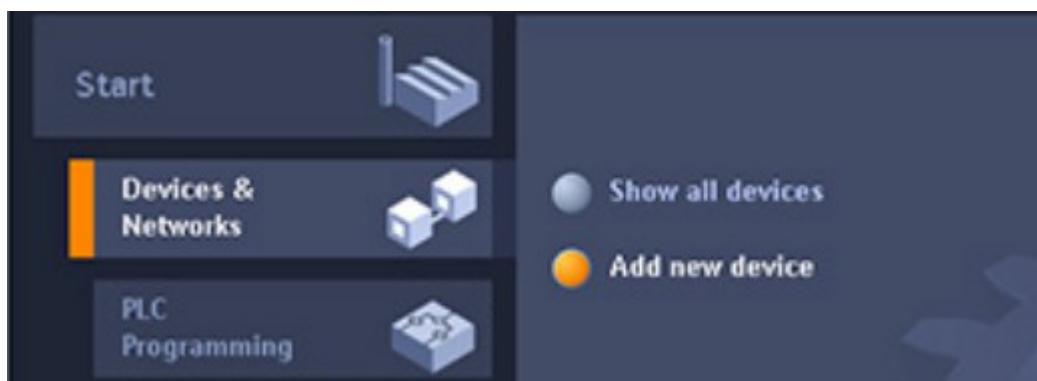 Start
Devices &
Networks
Show all devices
Add new device
PLC
Programming